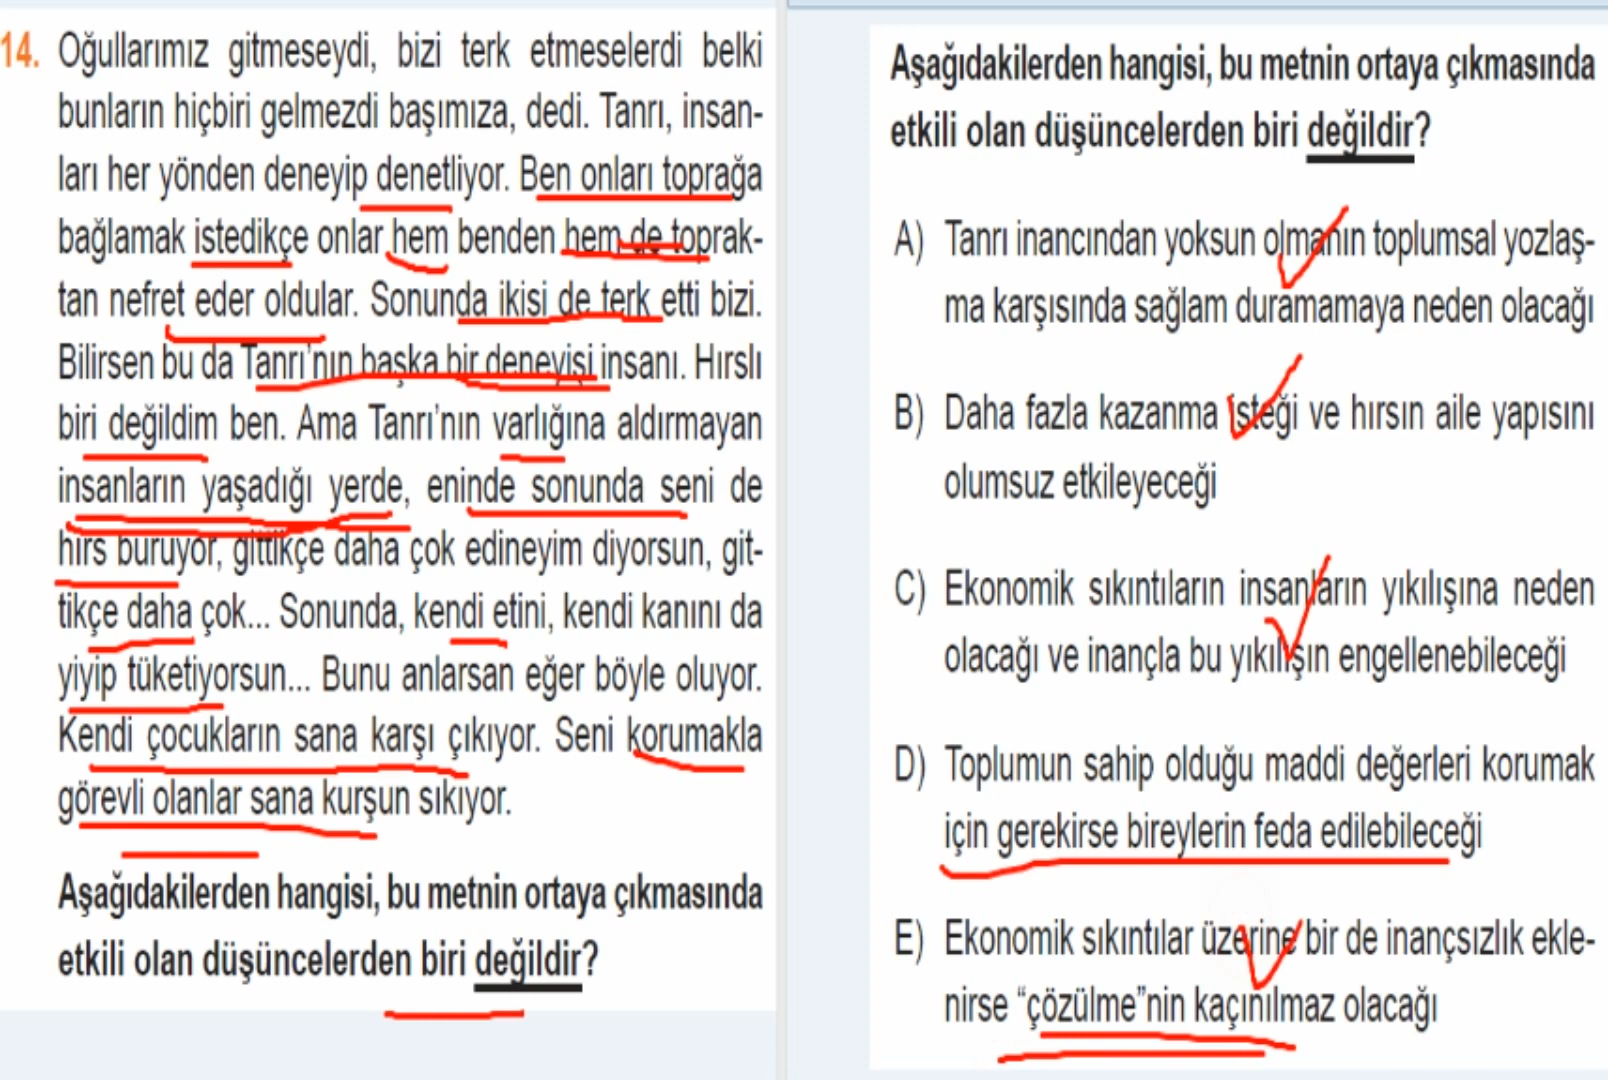 14. Oğullarımız gitmeseydi, bizi terk etmeselerdi belki
bunların hiçbiri gelmezdi başımıza, dedi. Tanrı, insan-
ları her yönden deneyip denetliyor. Ben onları toprağa
bağlamak istedikçe onlar hem benden hem de toprak-
tan nefret eder oldular. Sonunda ikisi de terk etti bizi.
Bilirsen bu da Tanrı'nın başka bir deneyişi insanı. Hırslı
biri değildim ben. Ama Tanrı'nın varlığına aldırmayan
insanların yaşadığı yerde, eninde sonunda seni de
hırs buruyor, gittikçe daha çok edineyim diyorsun, git-
tikçe daha çok... Sonunda, kendi etini, kendi kanını da
yiyip tüketiyorsun... Bunu anlarsan eğer böyle oluyor.
Kendi çocukların sana karşı çıkıyor. Seni korumakla
görevli olanlar sana kurşun sıkıyor.
Aşağıdakilerden hangisi, bu metnin ortaya çıkmasında
etkili olan düşüncelerden biri değildir?
Aşağıdakilerden hangisi, bu metnin ortaya çıkmasında
etkili olan düşüncelerden biri değildir?
A) Tanrı inancından yoksun olmanın toplumsal yozlaş-
ma karşısında sağlam duramamaya neden olacağı
B) Daha fazla kazanma isteği ve hırsın aile yapısını
olumsuz etkileyeceği
C) Ekonomik sıkıntıların insanların yıkılışına neden
olacağı ve inançla bu yıkılışın engellenebileceği
D) Toplumun sahip olduğu maddi değerleri korumak
için gerekirse bireylerin feda edilebileceği
E) Ekonomik sıkıntılar üzerine bir de inançsızlık ekle-
nirse “çözülme”nin kaçınılmaz olacağı